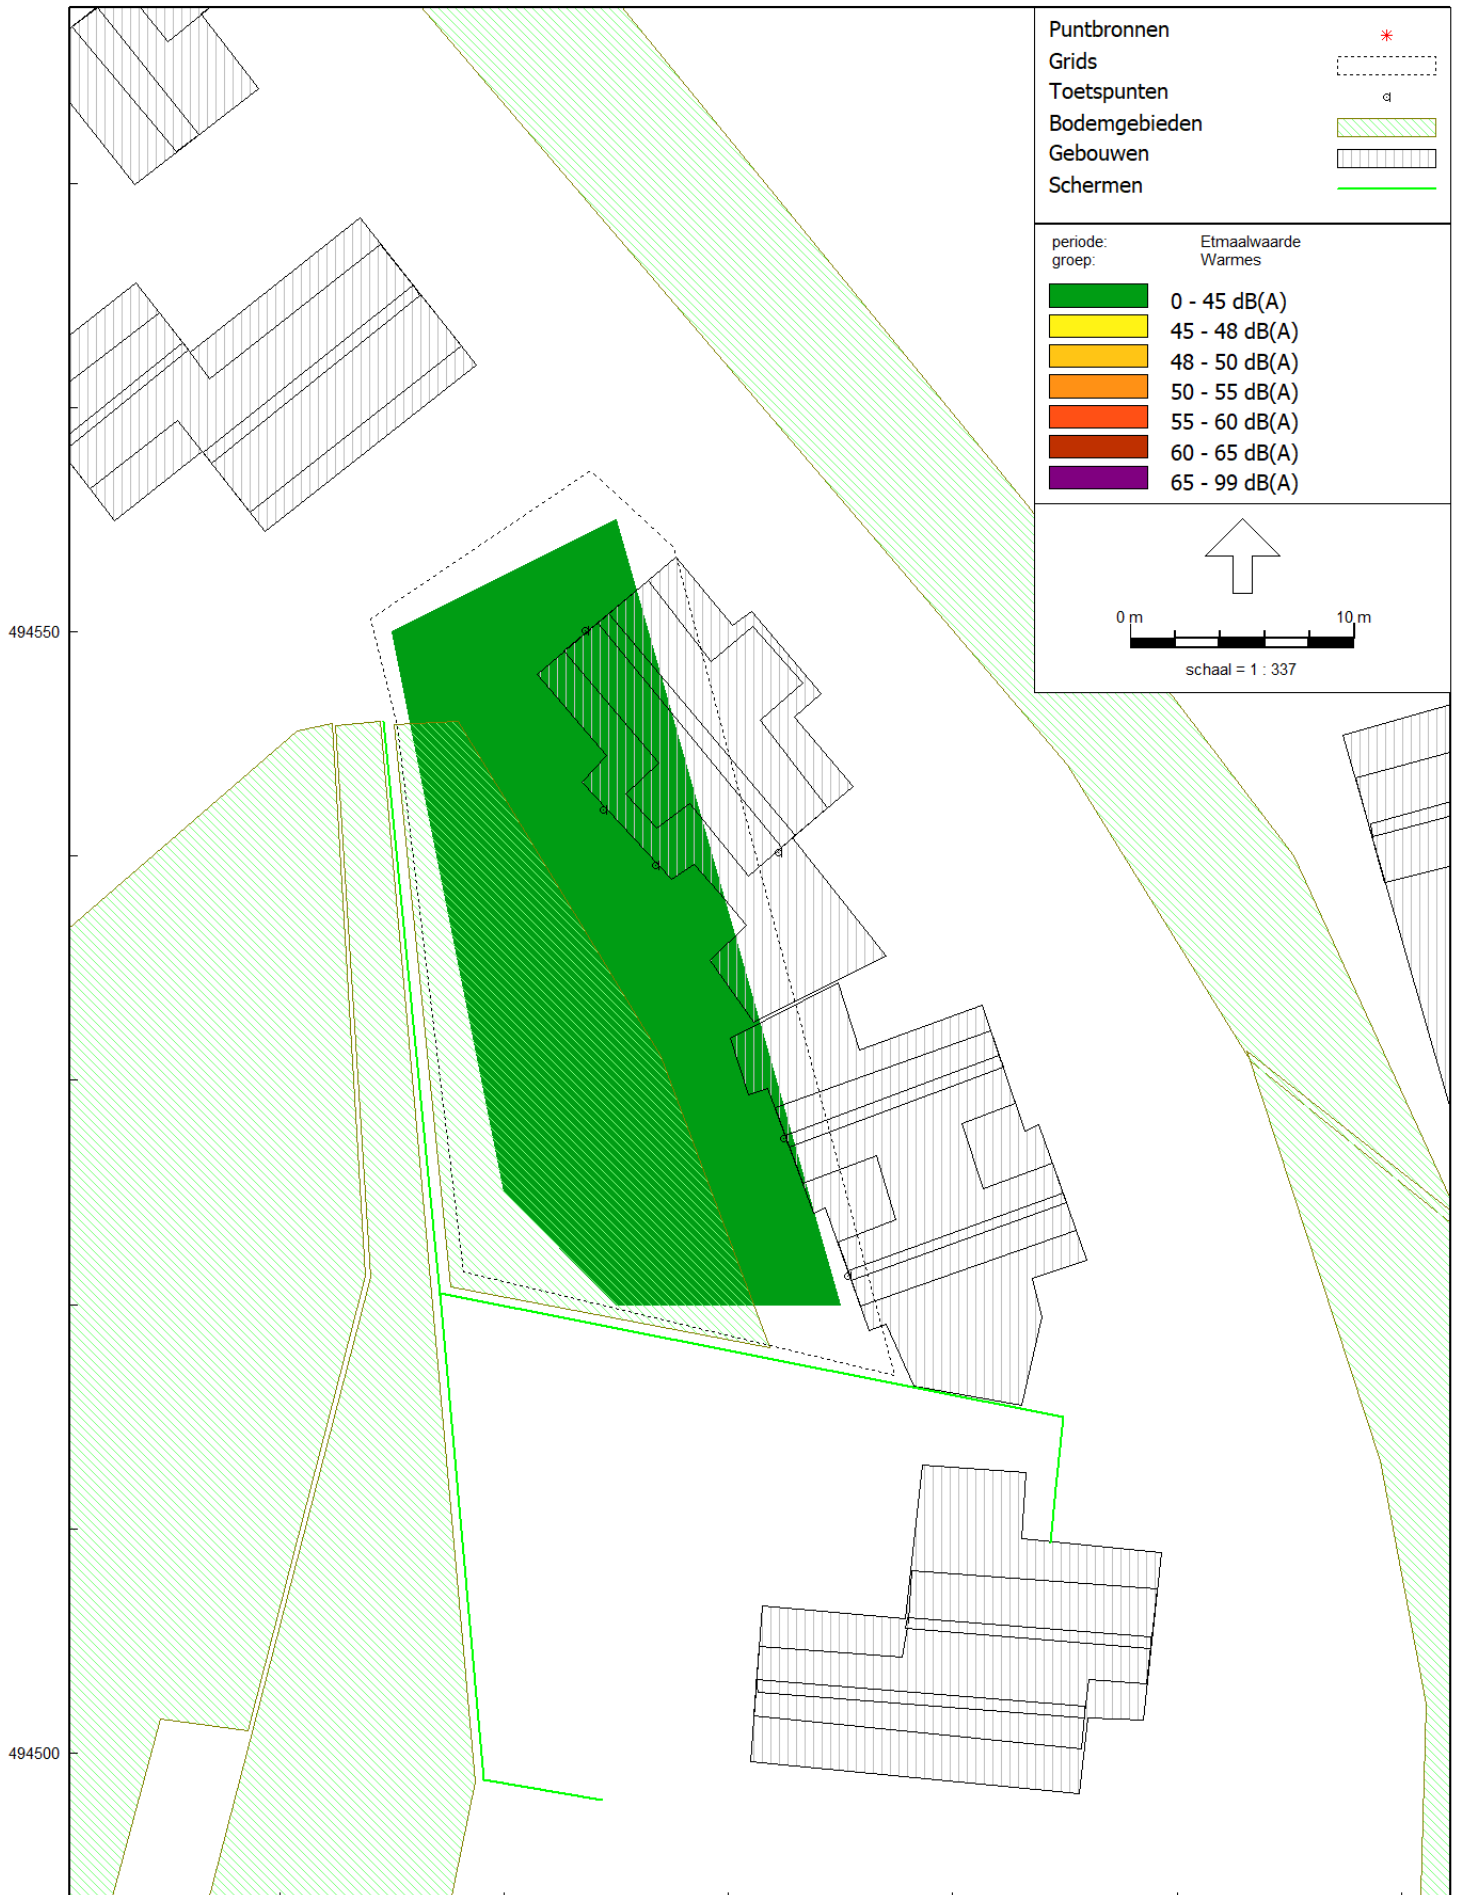 Puntbronnen
Grids
Toetspunten
Bodemgebieden
Gebouwen
Schermen
periode: Etmaalwaarde
groep: Warmes
0 - 45 dB(A)
45 - 48 dB(A)
48 - 50 dB(A)
50 - 55 dB(A)
55 - 60 dB(A)
60 - 65 dB(A)
65 - 99 dB(A)
0 m 10 m
schaal = 1 : 337
494550
494500